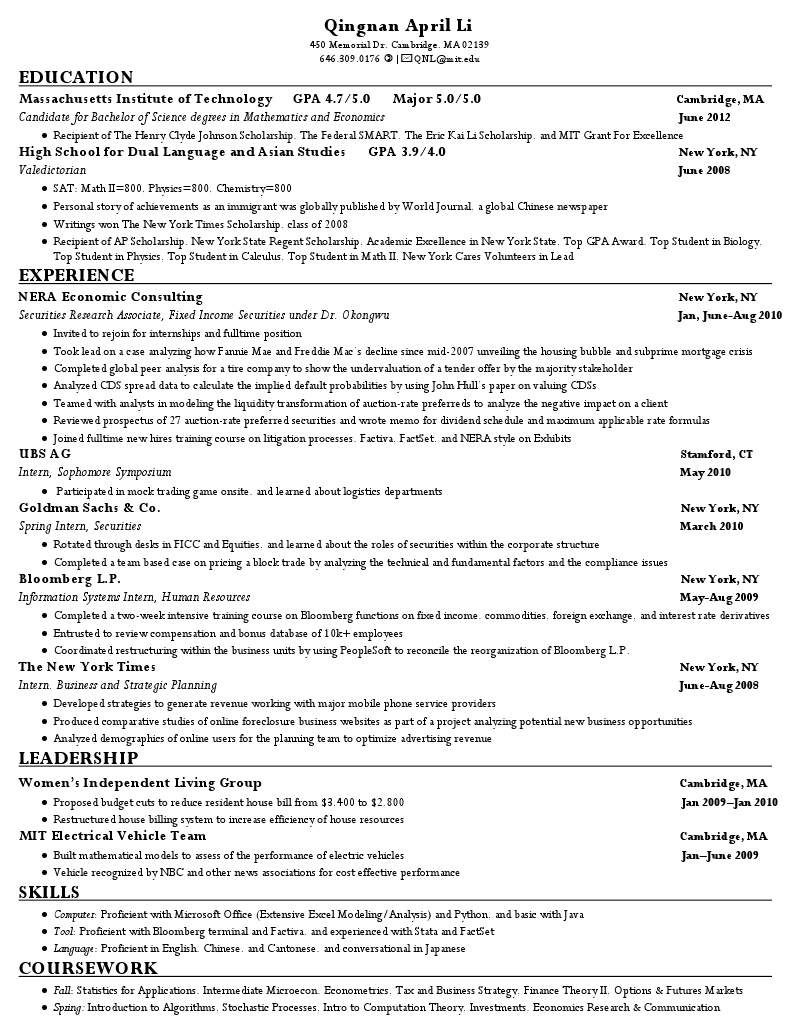 Qingnan April Li
450 Memorial Dr. Cambridge. MA 02139
646.309.0176 | QNL@mit.edu
EDUCATION
Massachusetts Institute of Technology GPA 4.7/5.0 Major 5.0/5.0 Cambridge, MA
Candidate for Bachelor of Science degrees in Mathematics and Economics June 2012
• Recipient of The Henry Clyde Johnson Scholarship. The Federal SMART. The Eric Kai Li Scholarship. and MIT Grant For Excellence
High School for Dual Language and Asian Studies GPA 3.9/4.0 New York, NY
Valedictorian June 2008
• SAT: Math II=800. Physics=800. Chemistry=800
• Personal story of achievements as an immigrant was globally published by World Journal. a global Chinese newspaper
• Writings won The New York Times Scholarship. class of 2008
• Recipient of AP Scholarship. New York State Regent Scholarship. Academic Excellence in New York State. Top GPA Award. Top Student in Biology.
Top Student in Physics. Top Student in Calculus. Top Student in Math II. New York Cares Volunteers in Lead
EXPERIENCE
NERA Economic Consulting New York, NY
Securities Research Associate, Fixed Income Securities under Dr. Okongwu Jan, June-Aug 2010
• Invited to rejoin for internships and fulltime position
• Took lead on a case analyzing how Fannie Mae and Freddie Mac's decline since mid-2007 unveiling the housing bubble and subprime mortgage crisis
• Completed global peer analysis for a tire company to show the undervaluation of a tender offer by the majority stakeholder
• Analyzed CDS spread data to calculate the implied default probabilities by using John Hull's paper on valuing CDSs
• Teamed with analysts in modeling the liquidity transformation of auction-rate preferreds to analyze the negative impact on a client
• Reviewed prospectus of 27 auction-rate preferred securities and wrote memo for dividend schedule and maximum applicable rate formulas
• Joined fulltime new hires training course on litigation processes. Factiva. FactSet. and NERA style on Exhibits
UBS AG Stamford, CT
Intern, Sophomore Symposium May 2010
• Participated in mock trading game onsite. and learned about logistics departments
Goldman Sachs & Co. New York, NY
Spring Intern, Securities March 2010
• Rotated through desks in FICC and Equities. and learned about the roles of securities within the corporate structure
• Completed a team based case on pricing a block trade by analyzing the technical and fundamental factors and the compliance issues
Bloomberg L.P. New York, NY
Information Systems Intern, Human Resources May-Aug 2009
• Completed a two-week intensive training course on Bloomberg functions on fixed income. commodities. foreign exchange. and interest rate derivatives
• Entrusted to review compensation and bonus database of 10k+ employees
• Coordinated restructuring within the business units by using PeopleSoft to reconcile the reorganization of Bloomberg L.P.
The New York Times New York, NY
Intern. Business and Strategic Planning June-Aug 2008
• Developed strategies to generate revenue working with major mobile phone service providers
• Produced comparative studies of online foreclosure business websites as part of a project analyzing potential new business opportunities
• Analyzed demographics of online users for the planning team to optimize advertising revenue
LEADERSHIP
Women's Independent Living Group Cambridge, MA
• Proposed budget cuts to reduce resident house bill from $3.400 to $2.800 Jan 2009–Jan 2010
• Restructured house billing system to increase efficiency of house resources
MIT Electrical Vehicle Team Cambridge, MA
• Built mathematical models to assess of the performance of electric vehicles Jan–June 2009
• Vehicle recognized by NBC and other news associations for cost effective performance
SKILLS
• Computer: Proficient with Microsoft Office (Extensive Excel Modeling/Analysis) and Python. and basic with Java
• Tool: Proficient with Bloomberg terminal and Factiva. and experienced with Stata and FactSet
• Language: Proficient in English. Chinese. and Cantonese. and conversational in Japanese
COURSEWORK
• Fall: Statistics for Applications. Intermediate Microecon. Econometrics. Tax and Business Strategy. Finance Theory II. Options & Futures Markets
• Spring: Introduction to Algorithms. Stochastic Processes. Intro to Computation Theory. Investments. Economics Research & Communication